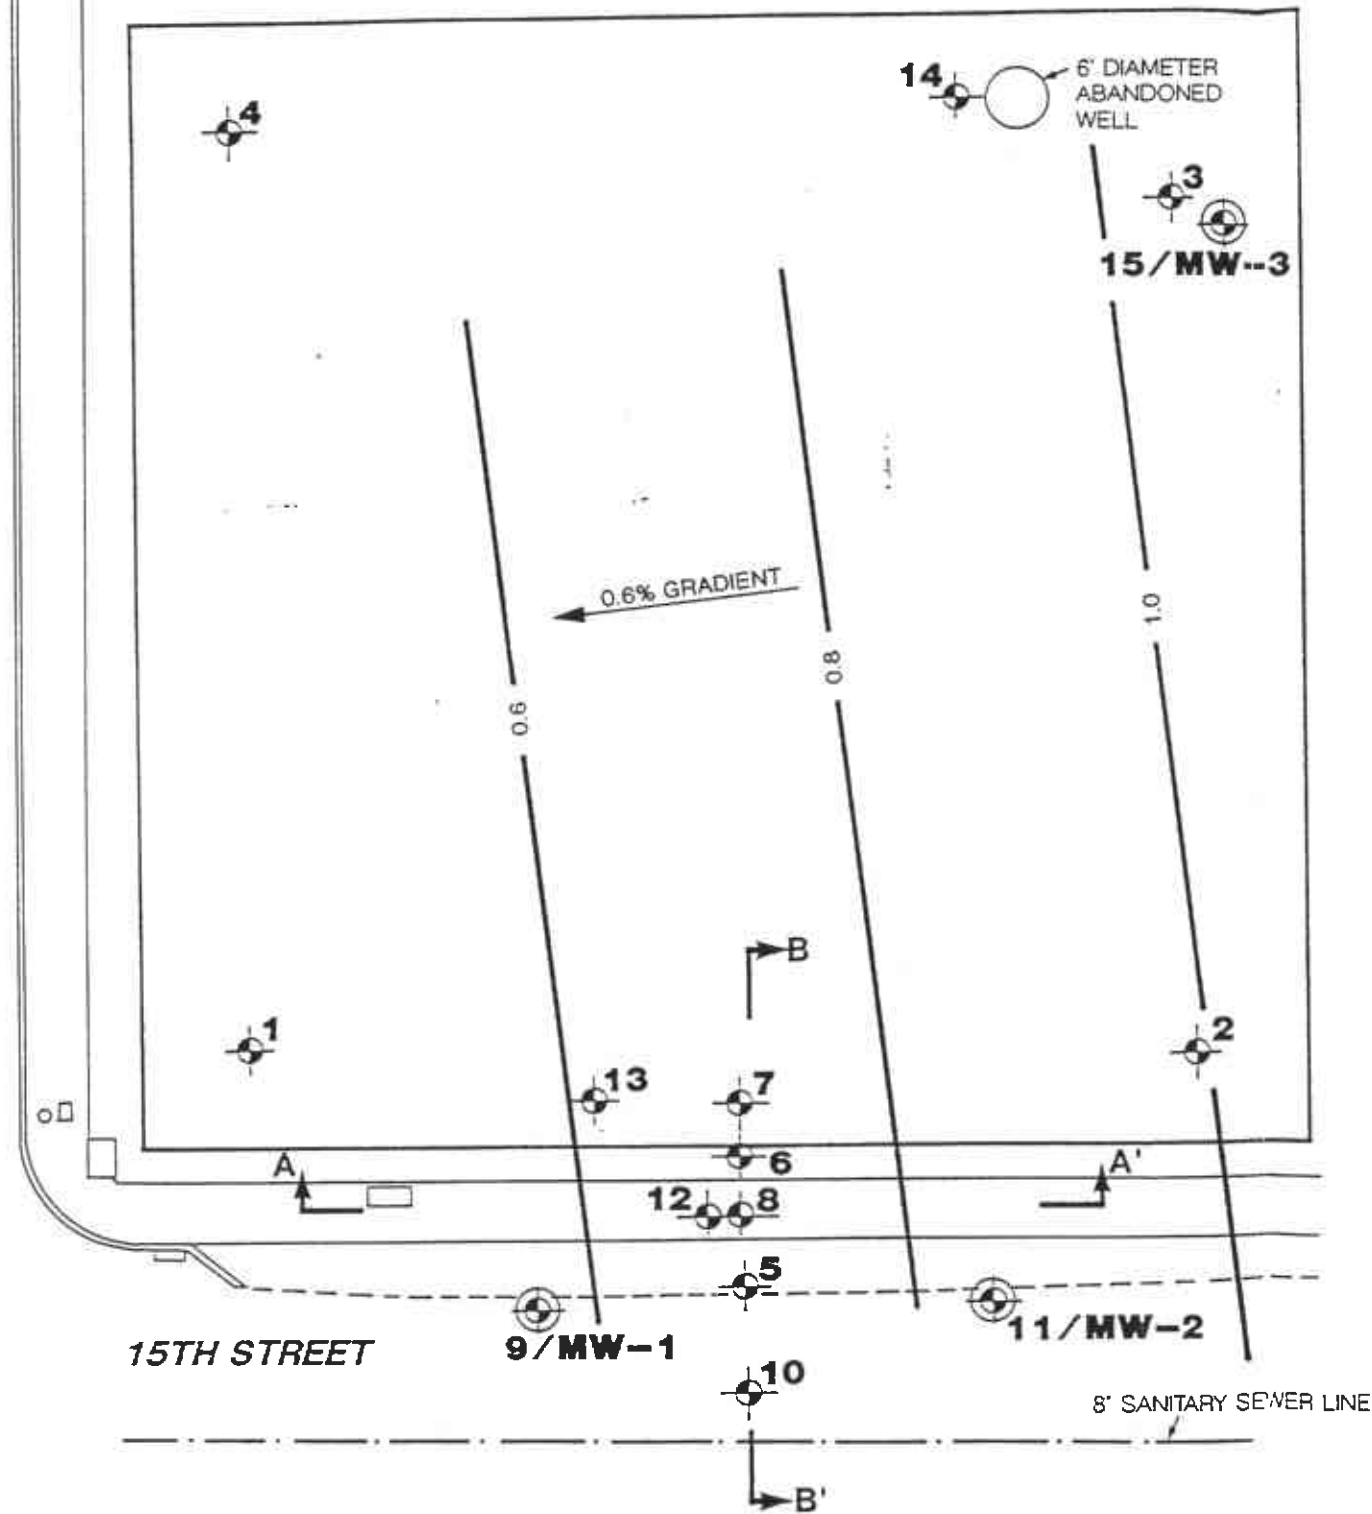 14
6' DIAMETER
ABANDONED
WELL
4
3
15/MW--3
0.6% GRADIENT
1.0
0.8
0.6
B
1
2
13
7
6
A
A'
12
8
5
9/MW-1
11/MW-2
15TH STREET
10
8" SANITARY SEWER LINE
B'